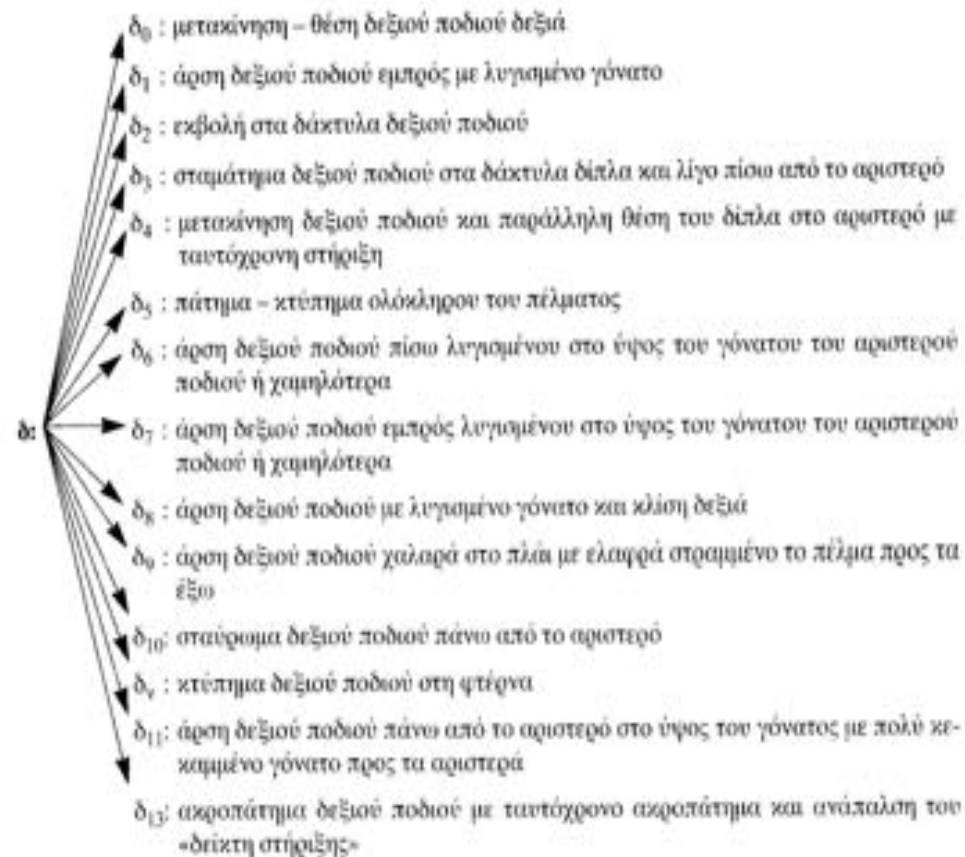 δ₀ : μετακίνηση – θέση δεξιού ποδιού δεξιά
δ₁ : άρση δεξιού ποδιού εμπρός με λυγισμένο γόνατο
δ₂ : εκβολή στα δάκτυλα δεξιού ποδιού
δ₃ : σταμάτημα δεξιού ποδιού στα δάκτυλα δίπλα και λίγο πίσω από το αριστερό
δ₄ : μετακίνηση δεξιού ποδιού και παράλληλη θέση του δίπλα στο αριστερό με
ταυτόχρονη στήριξη
δ₅ : πάτημα – κτύπημα ολόκληρου του πέλματος
δ₆ : άρση δεξιού ποδιού πίσω λυγισμένου στο ύψος του γόνατου του αριστερού
ποδιού ή χαμηλότερα
δ:
δ₇ : άρση δεξιού ποδιού εμπρός λυγισμένου στο ύψος του γόνατου του αριστερού
ποδιού ή χαμηλότερα
δ₈ : άρση δεξιού ποδιού με λυγισμένο γόνατο και κλίση δεξιά
δ₉ : άρση δεξιού ποδιού χαλαρά στο πλάι με ελαφρά στραμμένο το πέλμα προς τα
έξω
δ₁₀: σταύρωμα δεξιού ποδιού πάνω από το αριστερό
δᵥ : κτύπημα δεξιού ποδιού στη φτέρνα
δ₁₁: άρση δεξιού ποδιού πάνω από το αριστερό στο ύψος του γόνατος με πολύ κε-
καμμένο γόνατο προς τα αριστερά
δ₁₃: ακροπάτημα δεξιού ποδιού με ταυτόχρονο ακροπάτημα και ανάπαλση του
«δείκτη στήριξης»